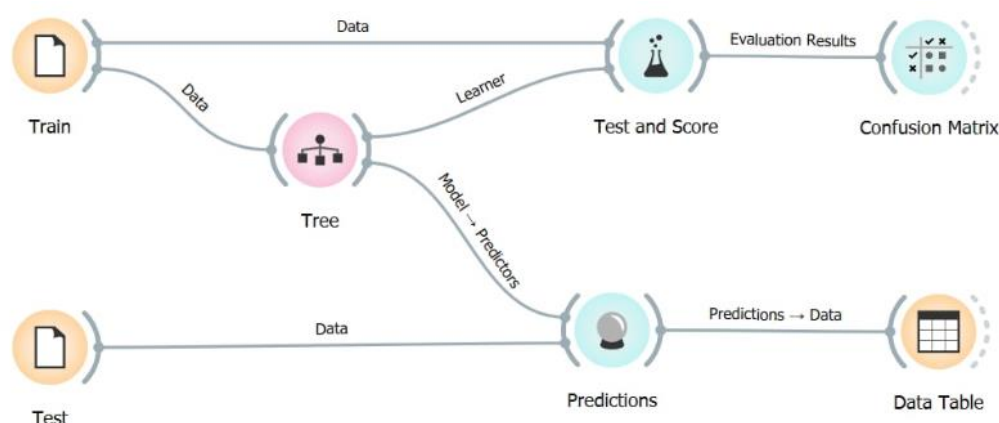 Data
Evaluation Results
Data
Learner
Train
Test and Score
Confusion Matrix
Tree
Model → Predictors
Data
Predictions → Data
Test
Predictions
Data Table